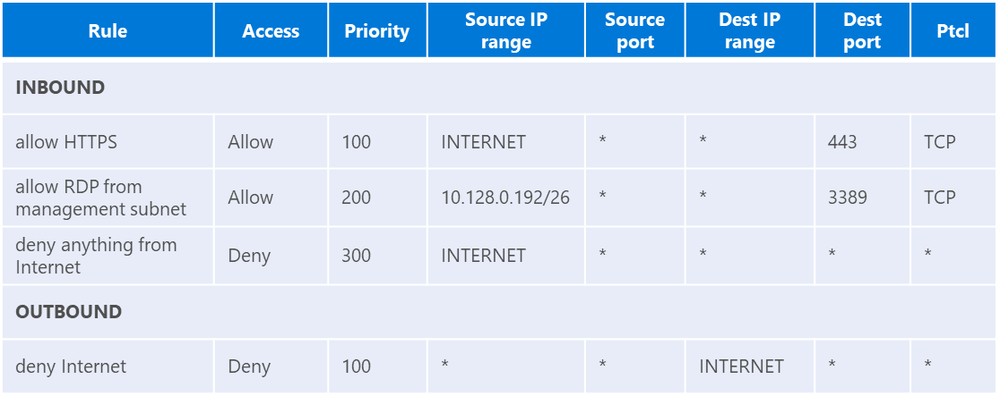 Rule Access Priority Source IP range Source port Dest IP range Dest port Ptcl
INBOUND
allow HTTPS Allow 100 INTERNET * * 443 TCP
allow RDP from management subnet Allow 200 10.128.0.192/26 * * 3389 TCP
deny anything from Internet Deny 300 INTERNET * * * *
OUTBOUND
deny Internet Deny 100 * * INTERNET * *